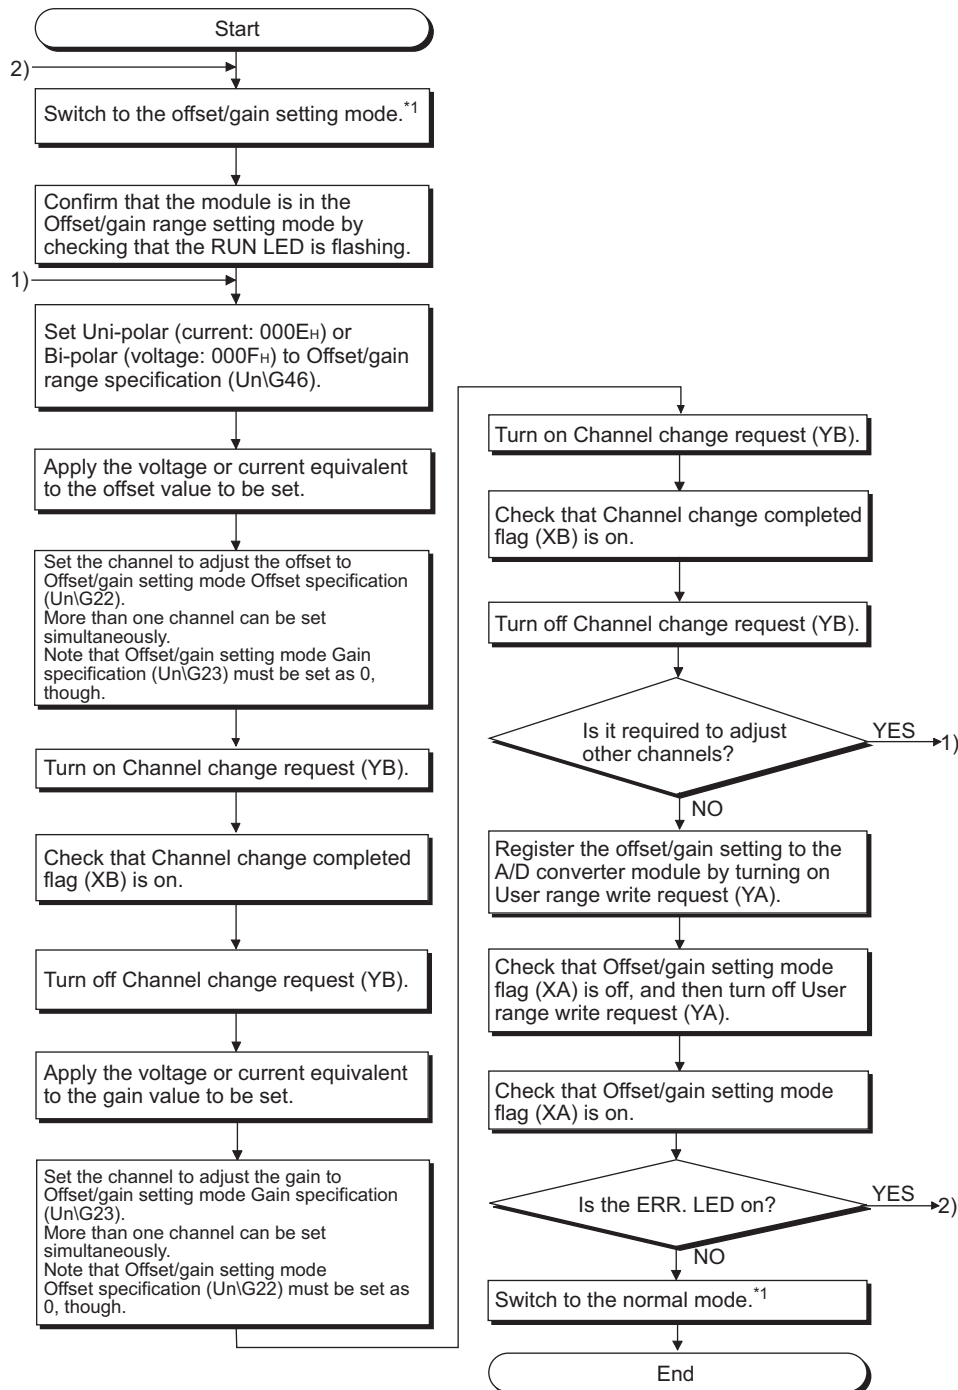 Start
2)
Switch to the offset/gain setting mode.*1
Confirm that the module is in the
Offset/gain range setting mode by
checking that the RUN LED is flashing.
1)
Set Uni-polar (current: 000EH) or
Bi-polar (voltage: 000FH) to Offset/gain
range specification (Un\G46).
Apply the voltage or current equivalent
to the offset value to be set.
Set the channel to adjust the offset to
Offset/gain setting mode Offset specification
(Un\G22).
More than one channel can be set
simultaneously.
Note that Offset/gain setting mode Gain
specification (Un\G23) must be set as 0,
though.
Turn on Channel change request (YB).
Check that Channel change completed
flag (XB) is on.
Turn off Channel change request (YB).
Apply the voltage or current equivalent
to the gain value to be set.
Set the channel to adjust the gain to
Offset/gain setting mode Gain specification
(Un\G23).
More than one channel can be set
simultaneously.
Note that Offset/gain setting mode
Offset specification (Un\G22) must be set as
0, though.
Turn on Channel change request (YB).
Check that Channel change completed
flag (XB) is on.
Turn off Channel change request (YB).
Is it required to adjust
other channels?
YES
1)
NO
Register the offset/gain setting to the
A/D converter module by turning on
User range write request (YA).
Check that Offset/gain setting mode
flag (XA) is off, and then turn off User
range write request (YA).
Check that Offset/gain setting mode
flag (XA) is on.
Is the ERR. LED on?
YES
2)
NO
Switch to the normal mode.*1
End